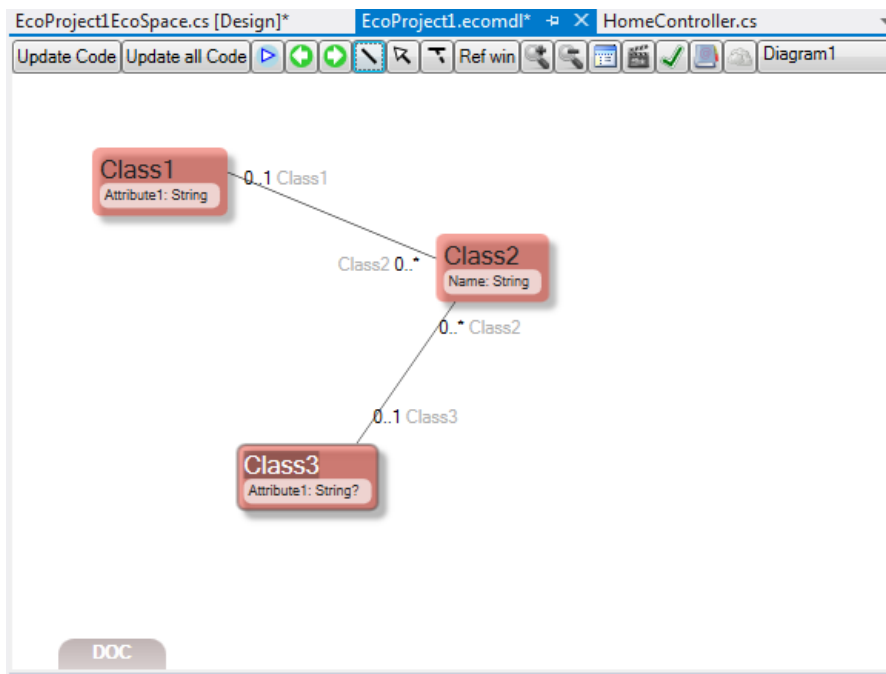 EcoProject1EcoSpace.cs [Design]* EcoProject1.ecomdl* HomeController.cs
Update Code Update all Code Ref win Diagram1
Class1
Attribute1: String
0..1 Class1
Class2 0..*
Class2
Name: String
0..* Class2
0..1 Class3
Class3
Attribute1: String?
DOC